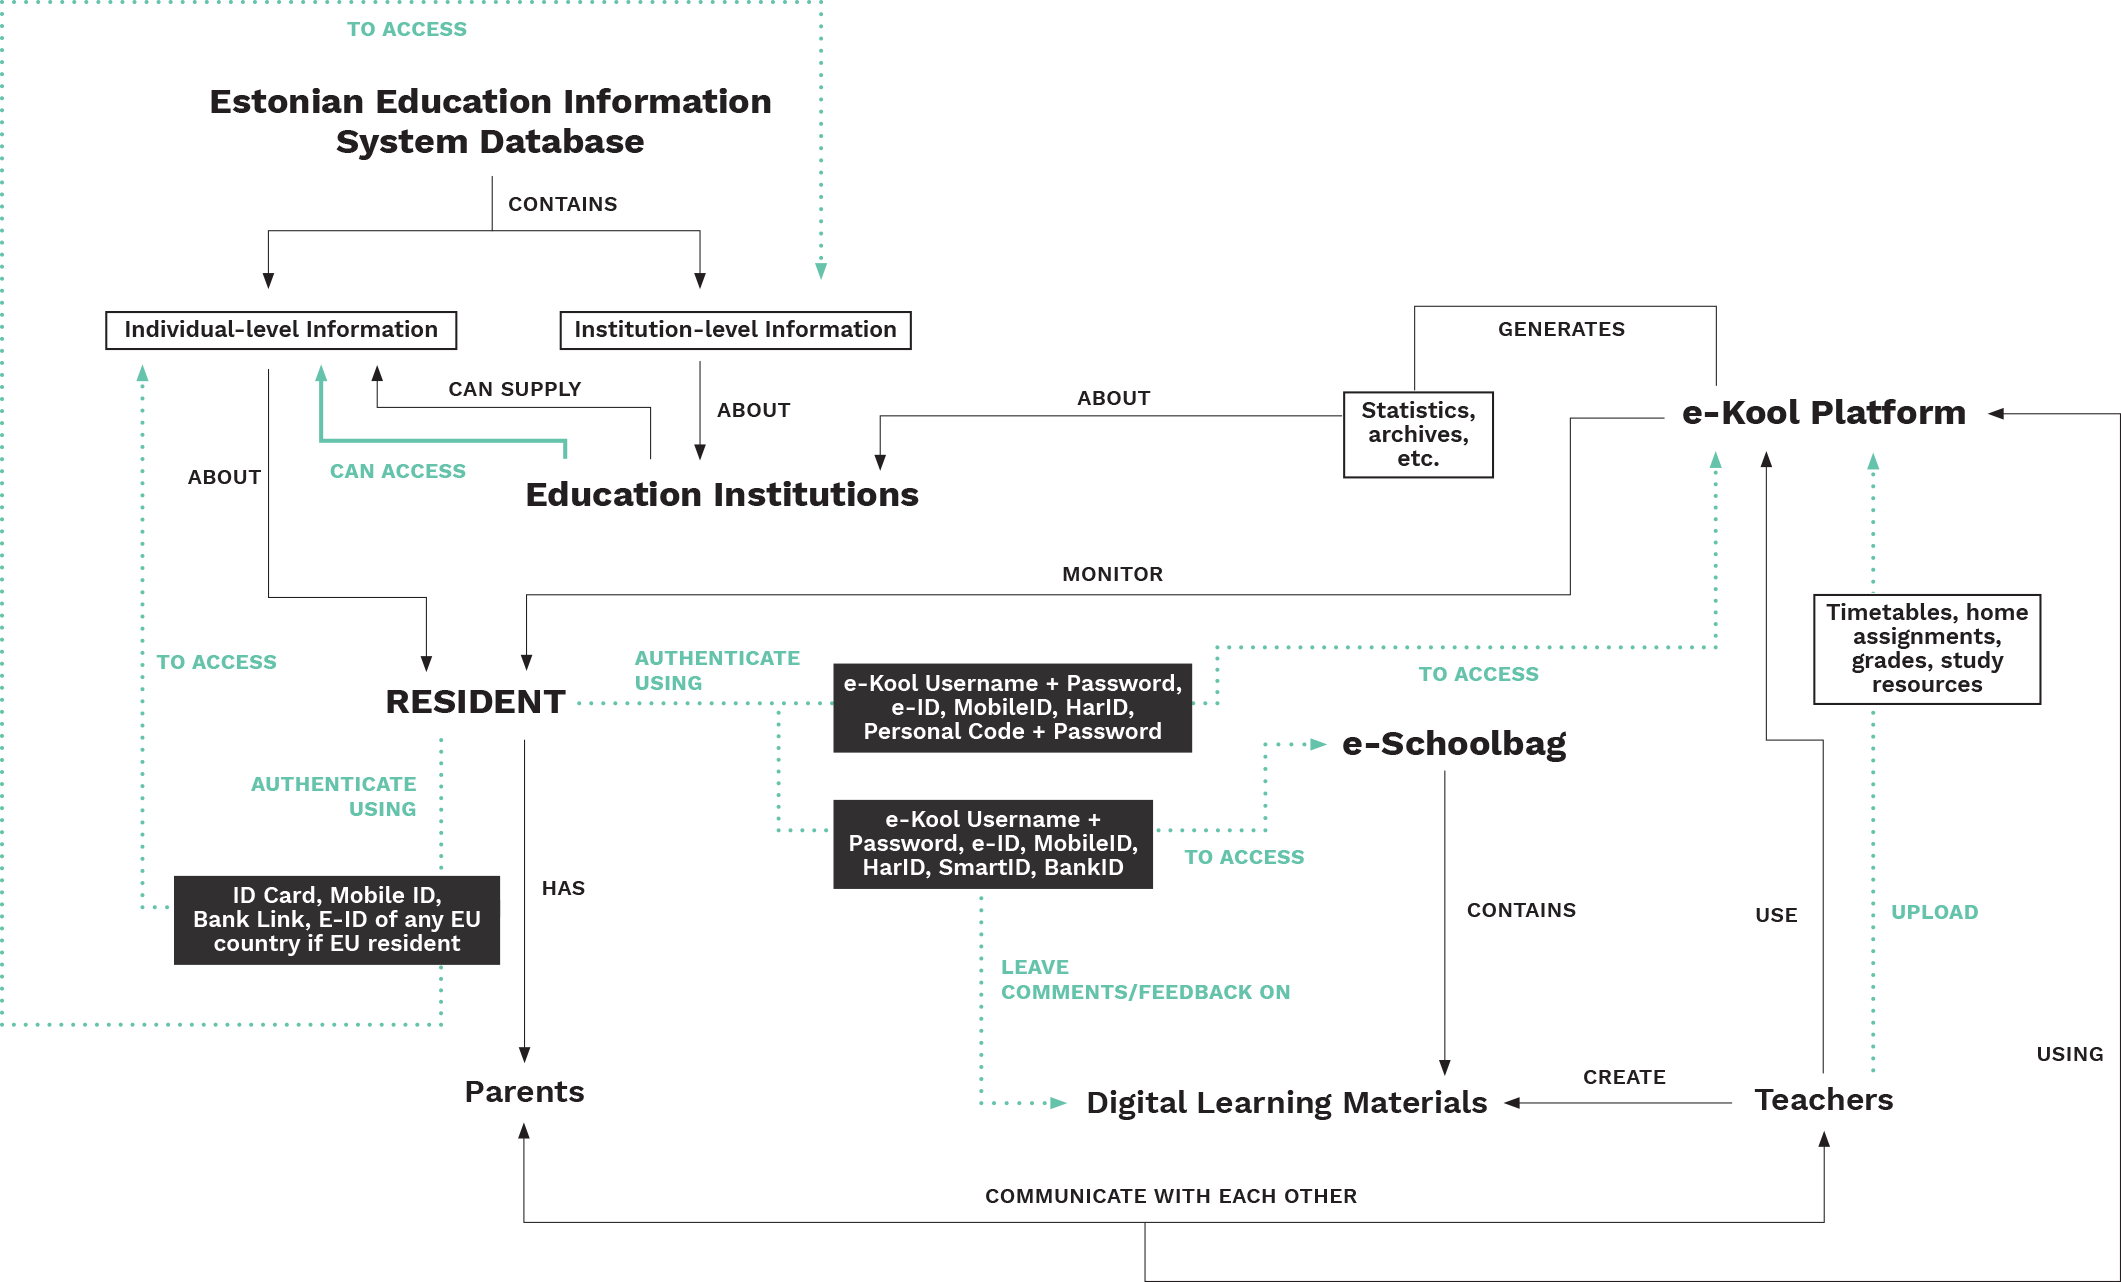 TO ACCESS
Estonian Education Information
System Database
CONTAINS
Individual-level Information
Institution-level Information
GENERATES
CAN SUPPLY
ABOUT
ABOUT
Statistics,
archives,
etc.
e-Kool Platform
CAN ACCESS
ABOUT
Education Institutions
MONITOR
Timetables, home
assignments,
grades, study
resources
TO ACCESS
AUTHENTICATE
USING
TO ACCESS
RESIDENT
e-Kool Username + Password,
e-ID, MobileID, HarID,
Personal Code + Password
e-Schoolbag
AUTHENTICATE
USING
e-Kool Username +
Password, e-ID, MobileID,
HarID, SmartID, BankID
TO ACCESS
ID Card, Mobile ID,
Bank Link, E-ID of any EU
country if EU resident
HAS
CONTAINS
USE
UPLOAD
LEAVE
COMMENTS/FEEDBACK ON
USING
Parents
Digital Learning Materials
CREATE
Teachers
COMMUNICATE WITH EACH OTHER